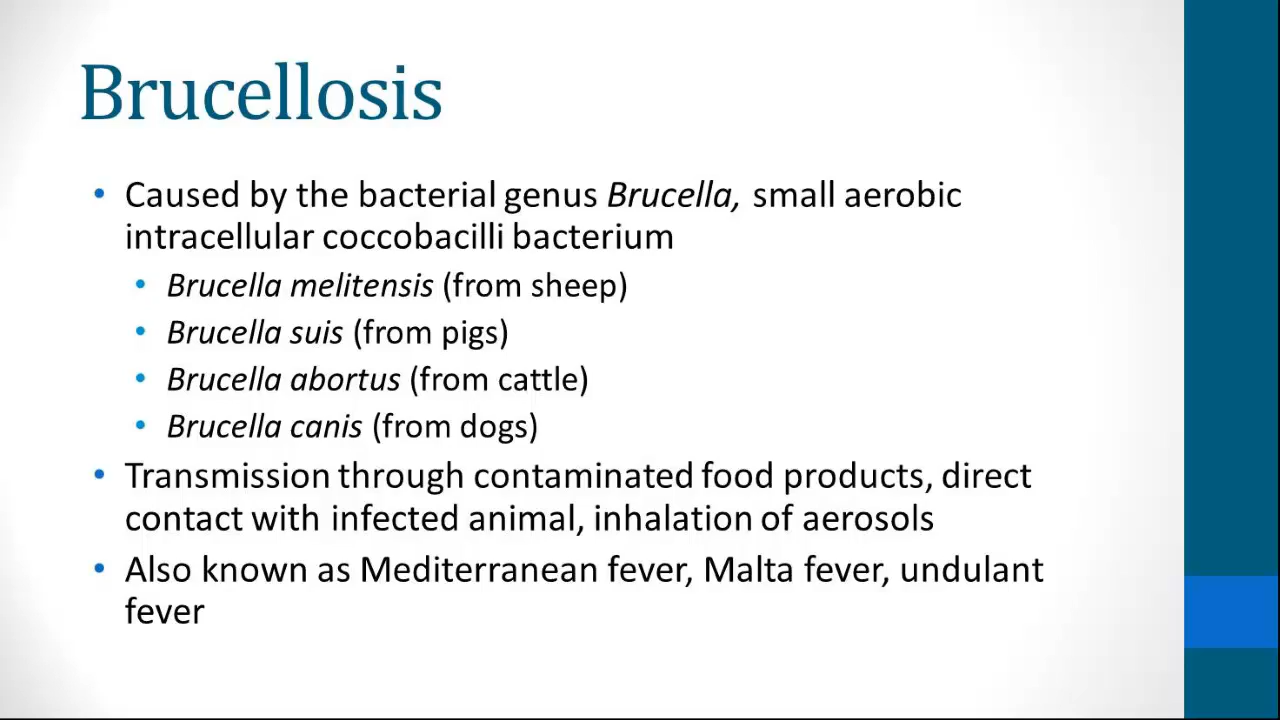 Brucellosis
• Caused by the bacterial genus Brucella, small aerobic
intracellular coccobacilli bacterium
• Brucella melitensis (from sheep)
• Brucella suis (from pigs)
• Brucella abortus (from cattle)
• Brucella canis (from dogs)
• Transmission through contaminated food products, direct
contact with infected animal, inhalation of aerosols
• Also known as Mediterranean fever, Malta fever, undulant
fever